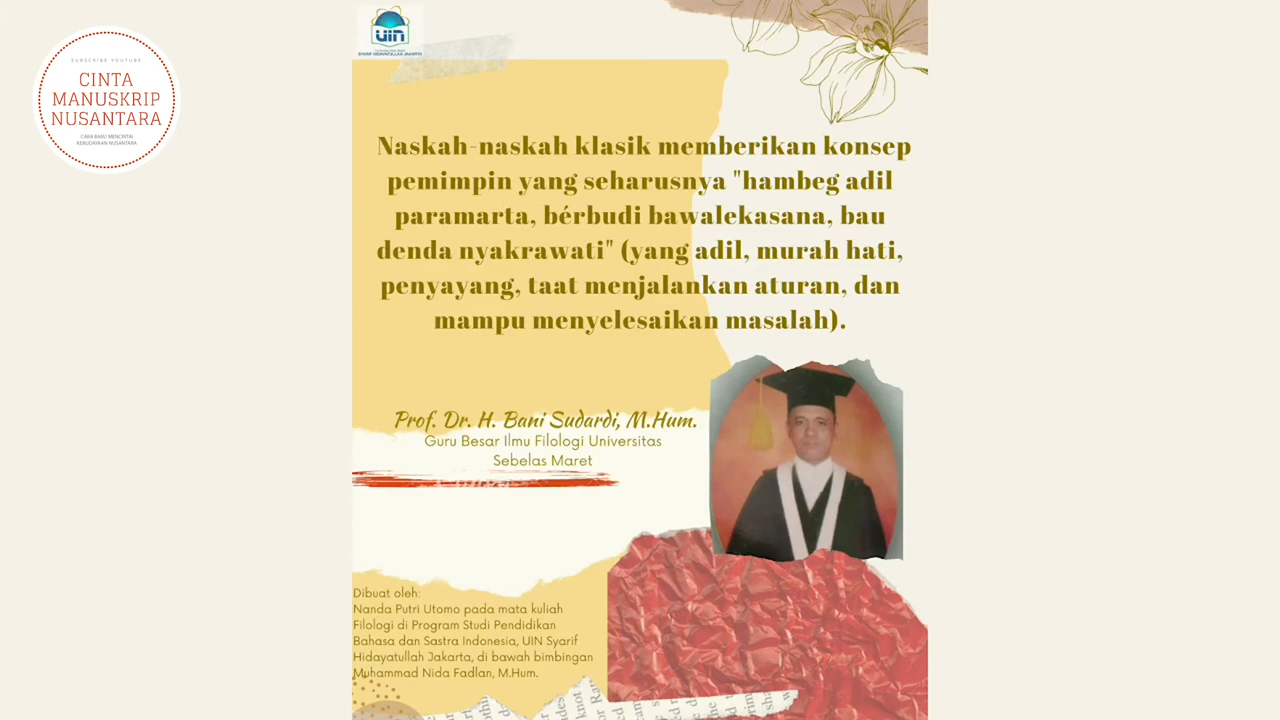 SUBSCRIBE YOUTUBE
CINTA
MANUSKRIP
NUSANTARA
CARA BARU MENCINTAI
KEBUDAYAAN NUSANTARA
UIN
SYARIF HIDAYATULLAH JAKARTA
Naskah-naskah klasik memberikan konsep
pemimpin yang seharusnya "hambeg adil
paramarta, bérbudi bawalekasana, bau
denda nyakrawati" (yang adil, murah hati,
penyayang, taat menjalankan aturan, dan
mampu menyelesaikan masalah).
Prof. Dr. H. Bani Sudardi, M.Hum.
Guru Besar Ilmu Filologi Universitas
Sebelas Maret
Dibuat oleh:
Nanda Putri Utomo pada mata kuliah
Filologi di Program Studi Pendidikan
Bahasa dan Sastra Indonesia, UIN Syarif
Hidayatullah Jakarta, di bawah bimbingan
Muhammad Nida Fadlan, M.Hum.